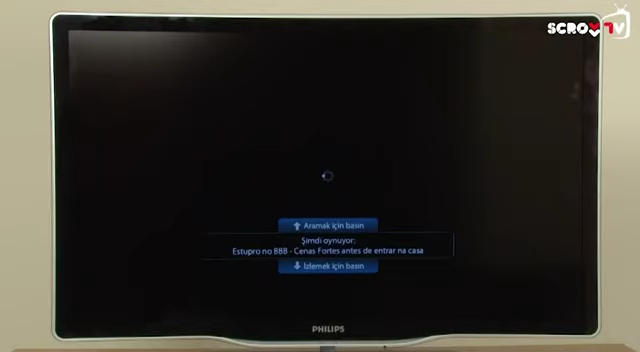 SCROLL TV
Aramak için basın
Şimdi oynuyor:
Estupro no BBB - Cenas Fortes antes de entrar na casa
İzlemek için basın
PHILIPS